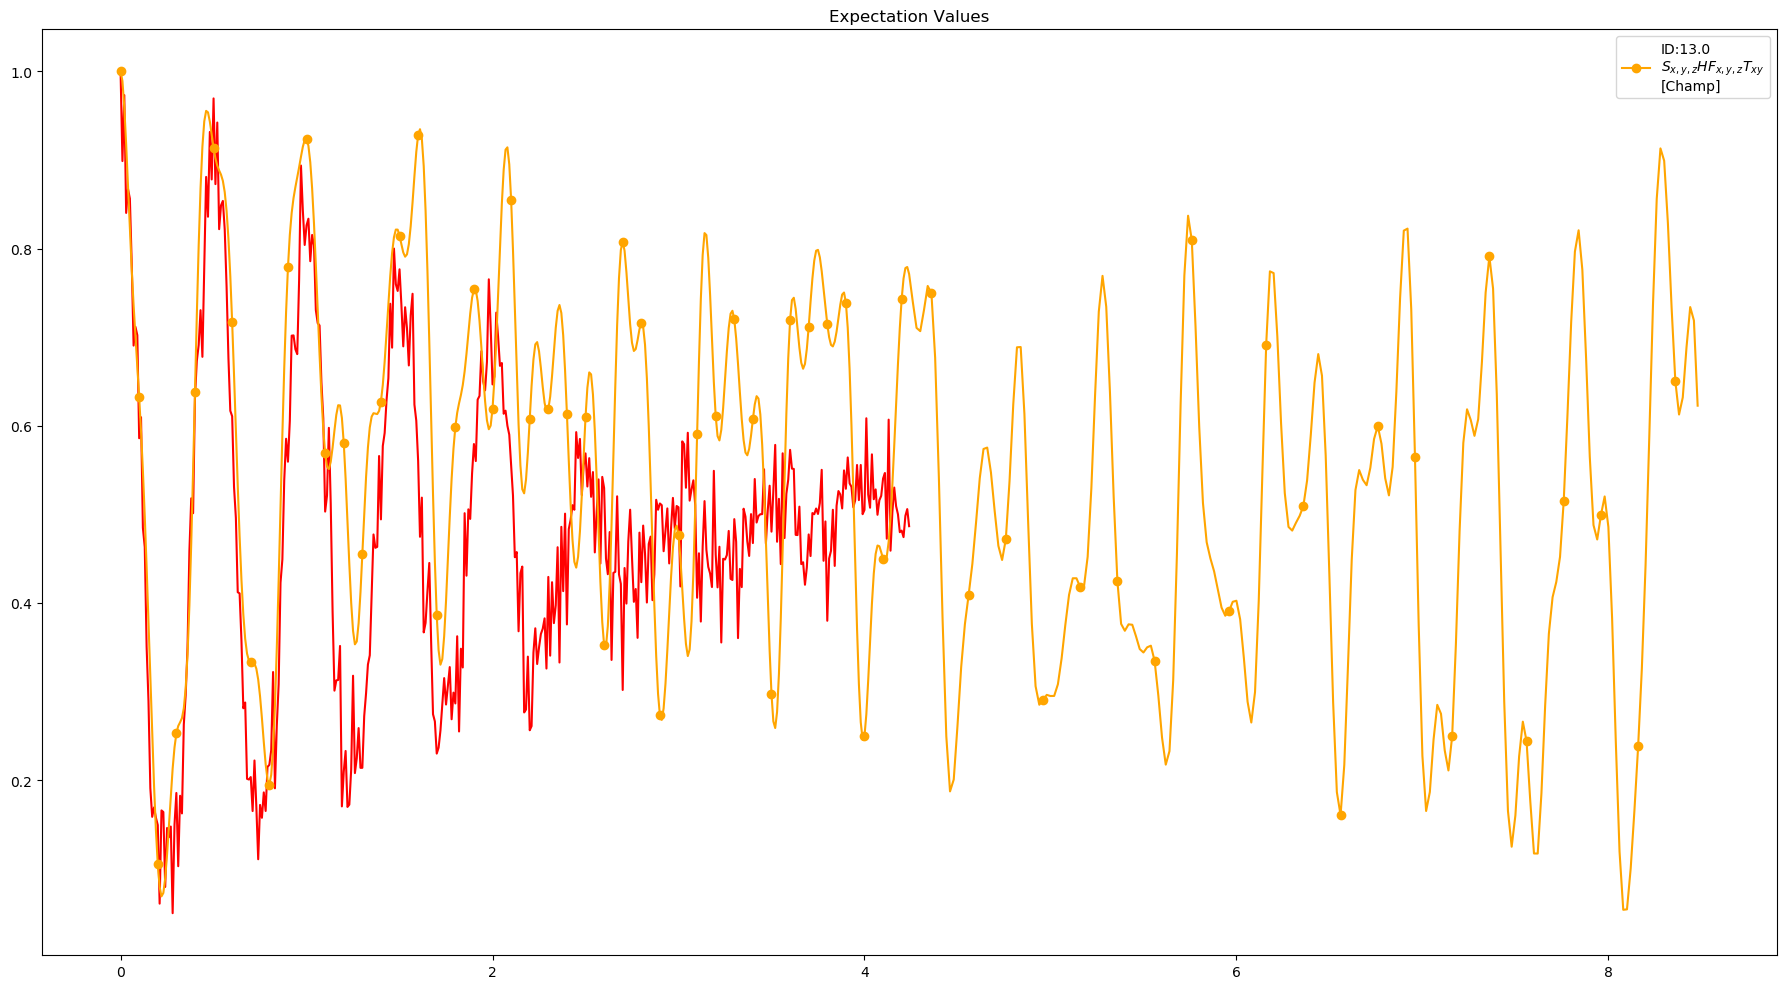 Expectation Values
ID:13.0
S_{x,y,z}HF_{x,y,z}T_{xy}
[Champ]
1.0
0.8
0.6
0.4
0.2
0 2 4 6 8